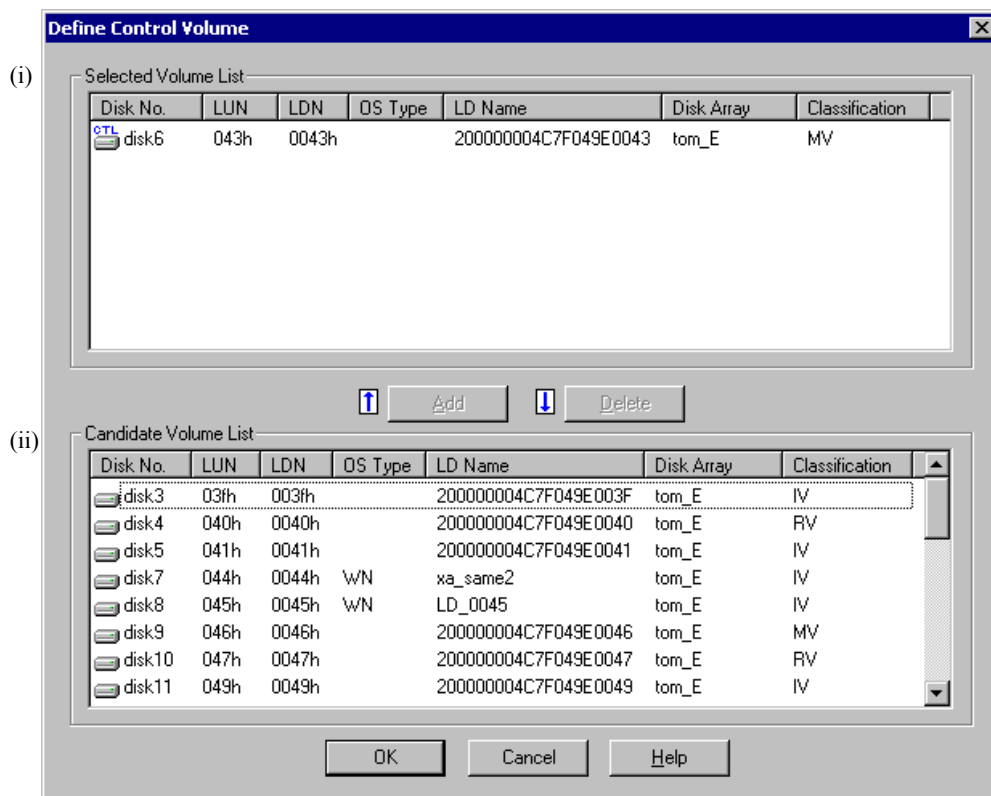 Define Control Volume
(i)
Selected Volume List
Disk No. LUN LDN OS Type LD Name Disk Array Classification
CTL disk6 043h 0043h 200000004C7F049E0043 tom_E MV
Add Delete
(ii)
Candidate Volume List
Disk No. LUN LDN OS Type LD Name Disk Array Classification
disk3 03fh 003fh 200000004C7F049E003F tom_E IV
disk4 040h 0040h 200000004C7F049E0040 tom_E RV
disk5 041h 0041h 200000004C7F049E0041 tom_E IV
disk7 044h 0044h WN xa_same2 tom_E IV
disk8 045h 0045h WN LD_0045 tom_E IV
disk9 046h 0046h 200000004C7F049E0046 tom_E MV
disk10 047h 0047h 200000004C7F049E0047 tom_E RV
disk11 049h 0049h 200000004C7F049E0049 tom_E IV
OK Cancel Help